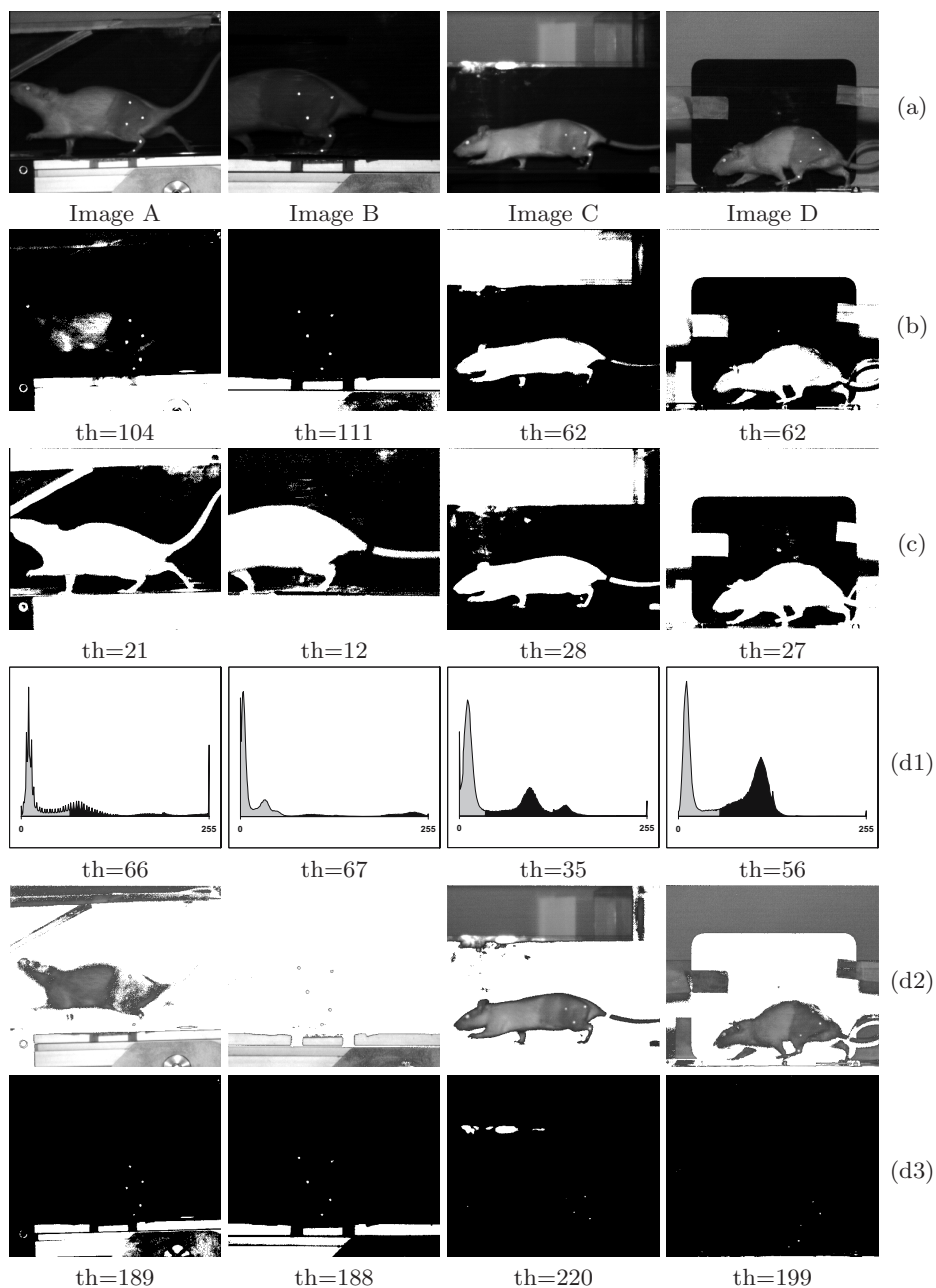 (a)
Image A Image B Image C Image D
(b)
th=104 th=111 th=62 th=62
(c)
th=21 th=12 th=28 th=27
(d1)
0 255 0 255 0 255 0 255
th=66 th=67 th=35 th=56
(d2)
(d3)
th=189 th=188 th=220 th=199